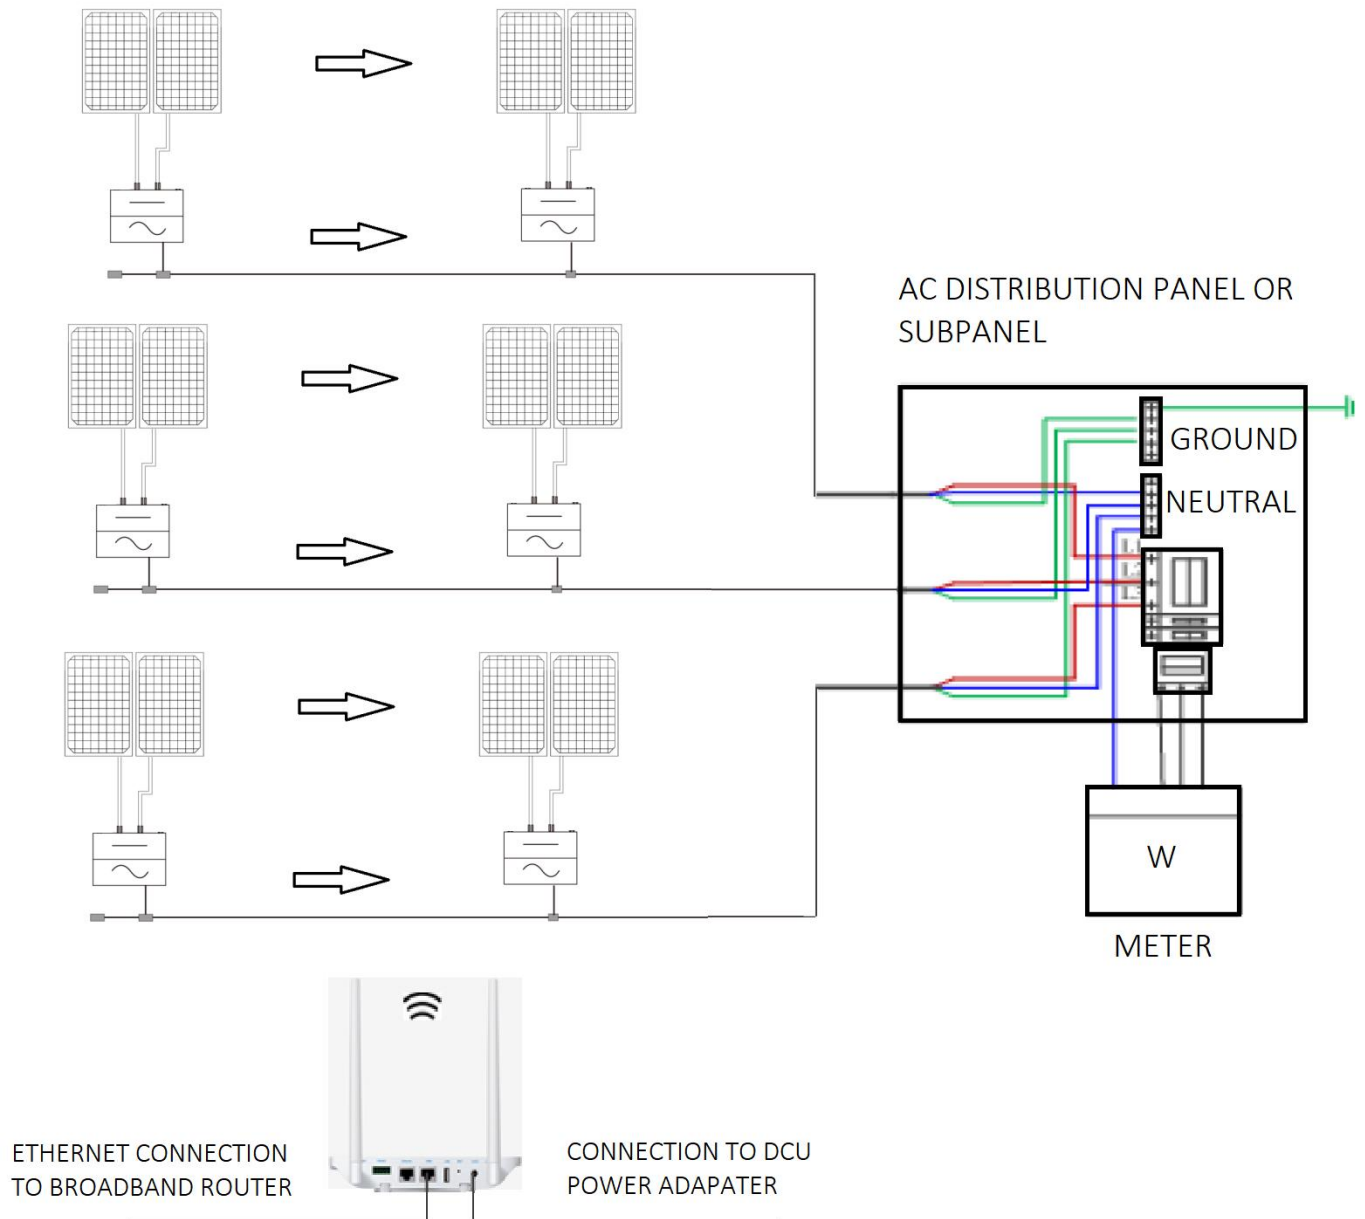 AC DISTRIBUTION PANEL OR
SUBPANEL
GROUND
NEUTRAL
W
METER
ETHERNET CONNECTION
TO BROADBAND ROUTER
CONNECTION TO DCU
POWER ADAPATER